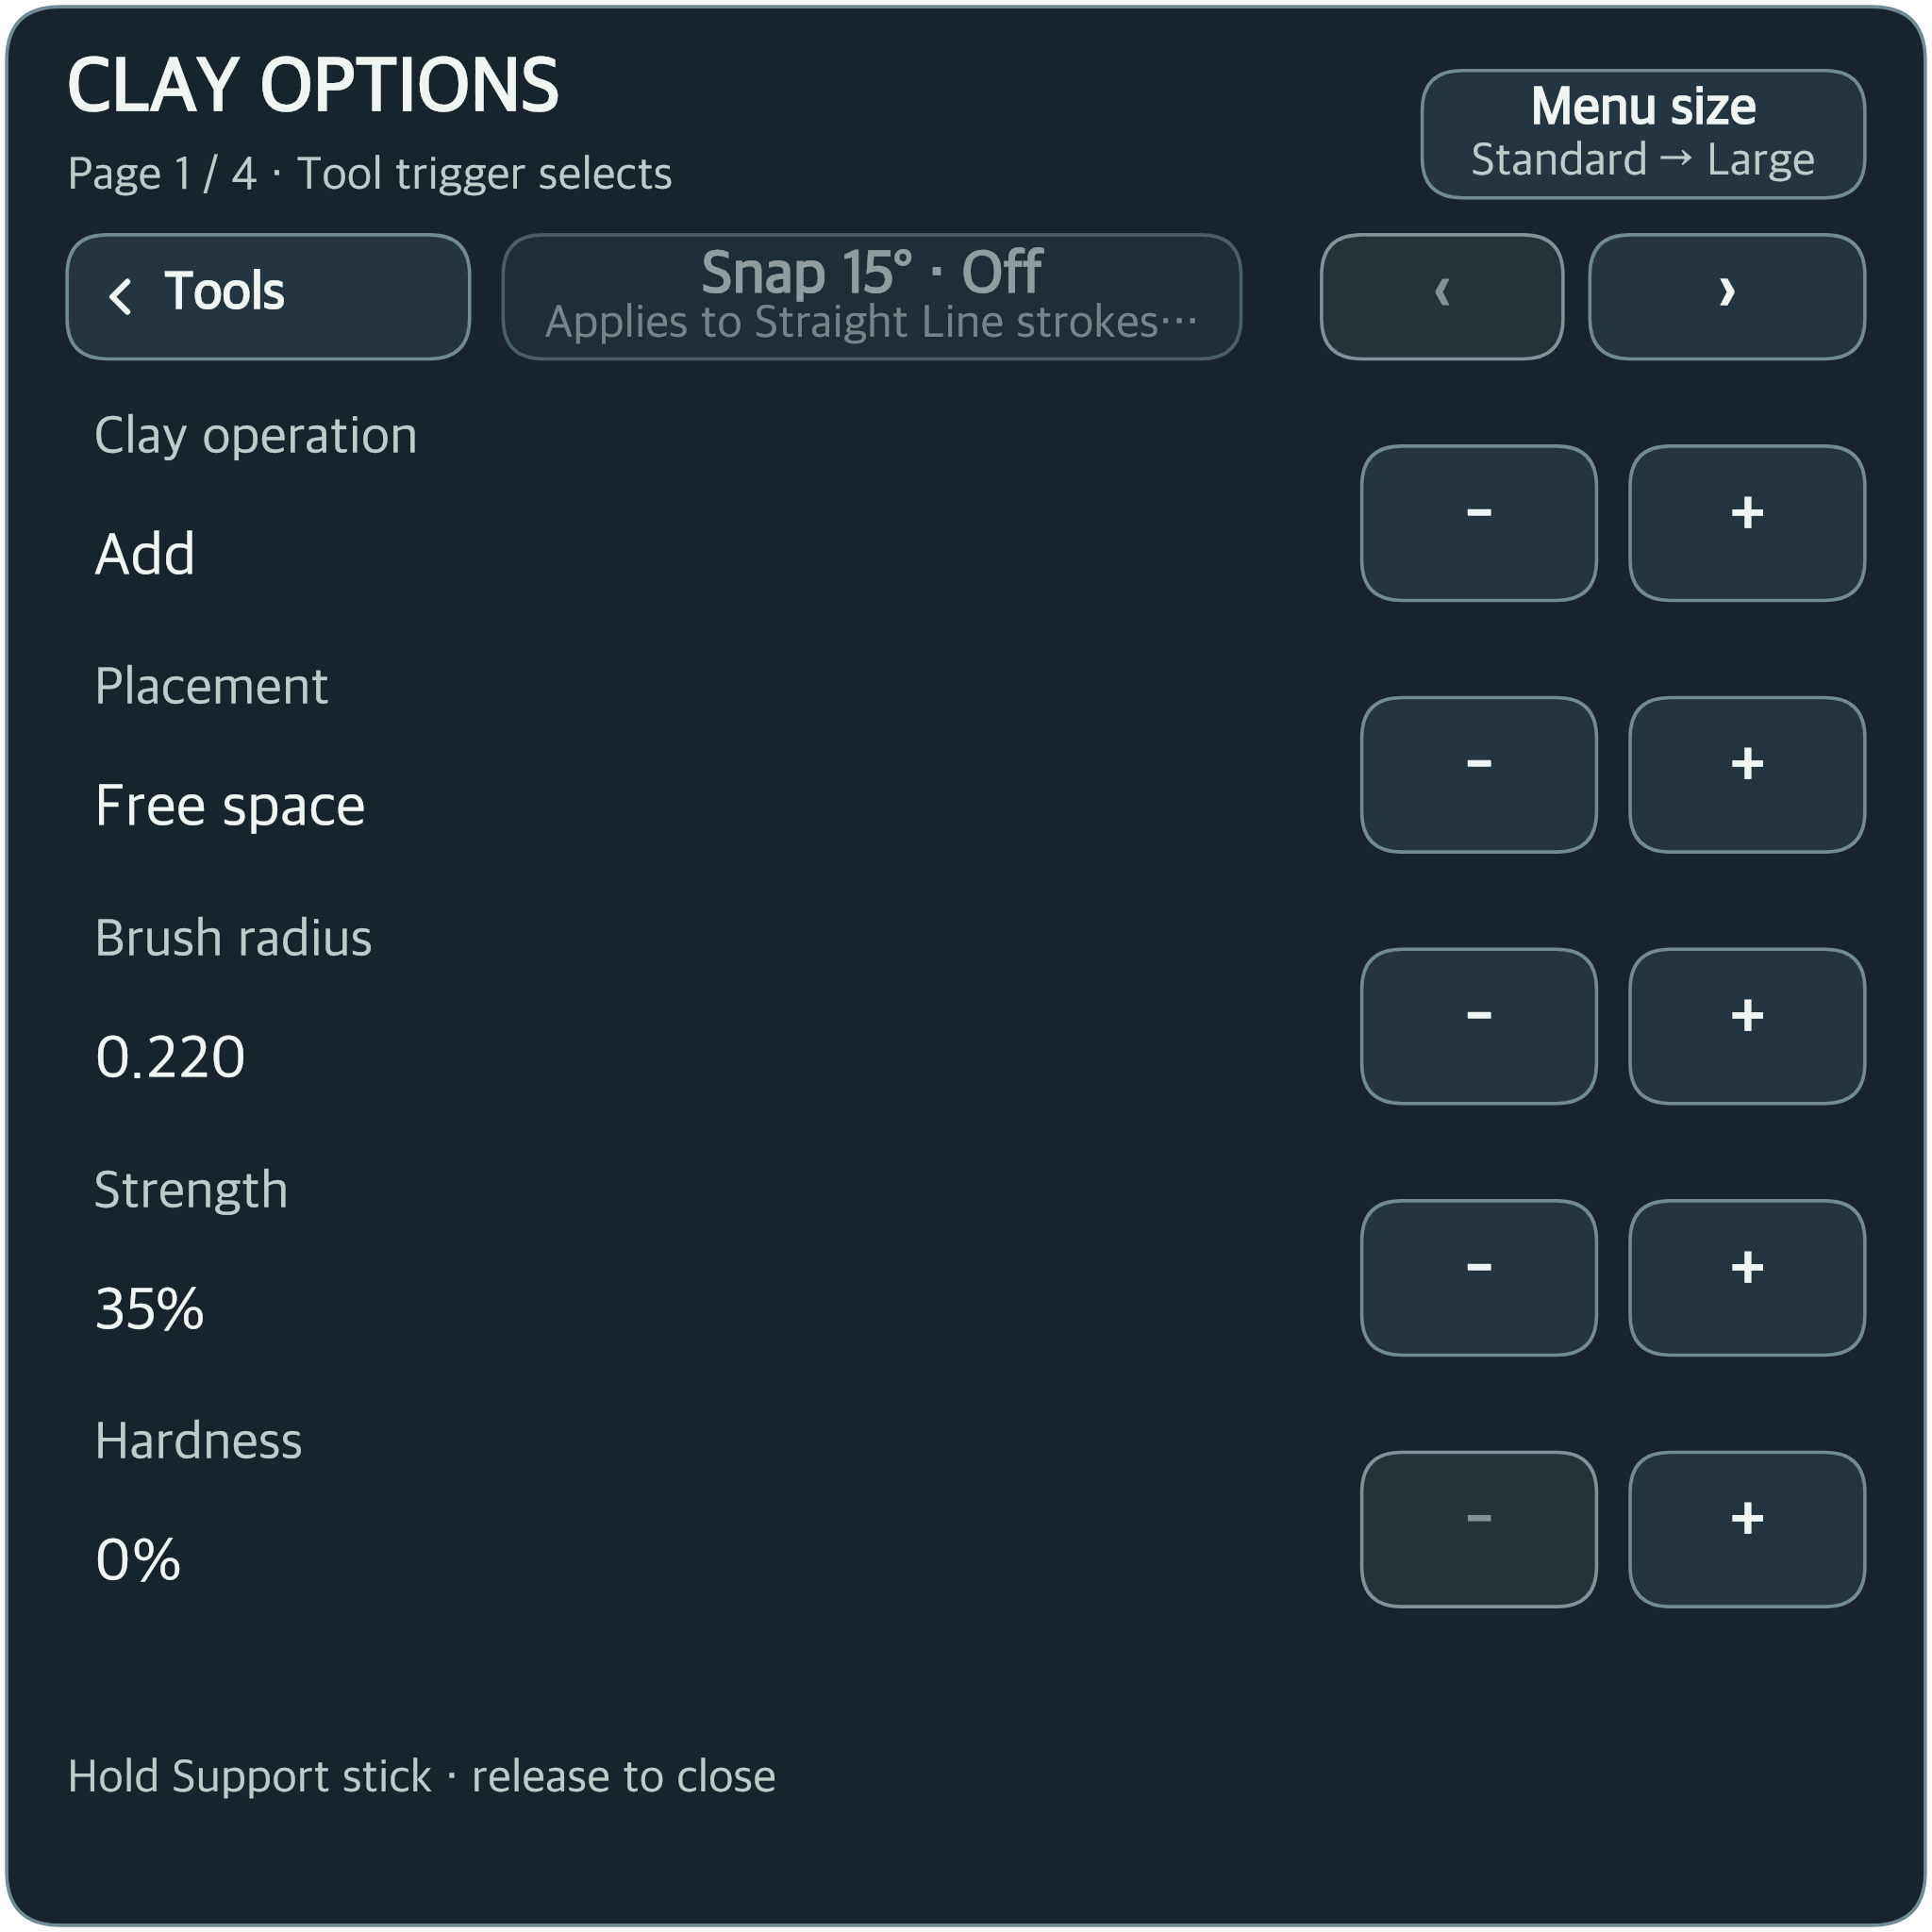 CLAY OPTIONS
Page 1 / 4 · Tool trigger selects
Menu size
Standard → Large
‹ Tools
Snap 15° · Off
Applies to Straight Line strokes…
‹
›
Clay operation
Add
-
+
Placement
Free space
-
+
Brush radius
0.220
-
+
Strength
35%
-
+
Hardness
0%
-
+
Hold Support stick · release to close